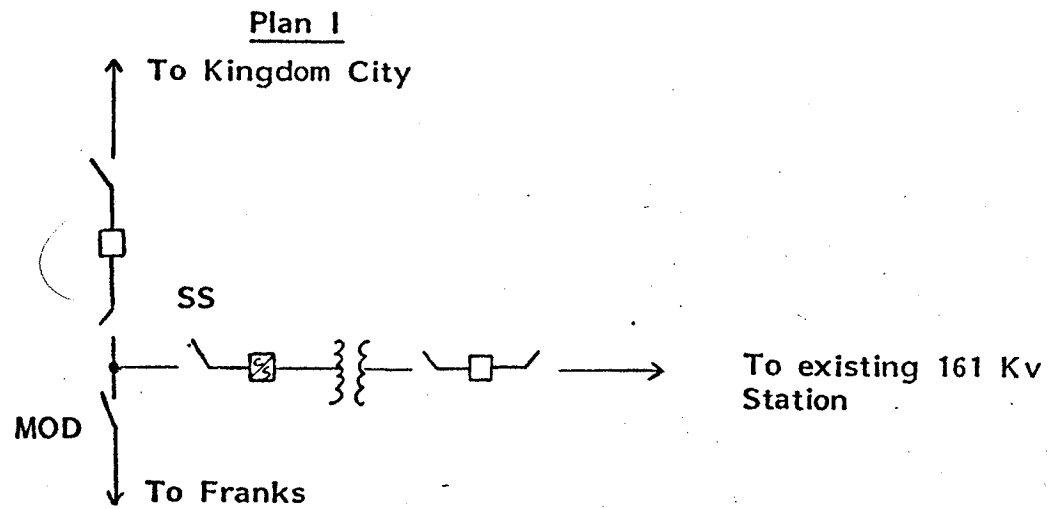 Plan I
To Kingdom City
SS
C/S
To existing 161 Kv
Station
MOD
To Franks